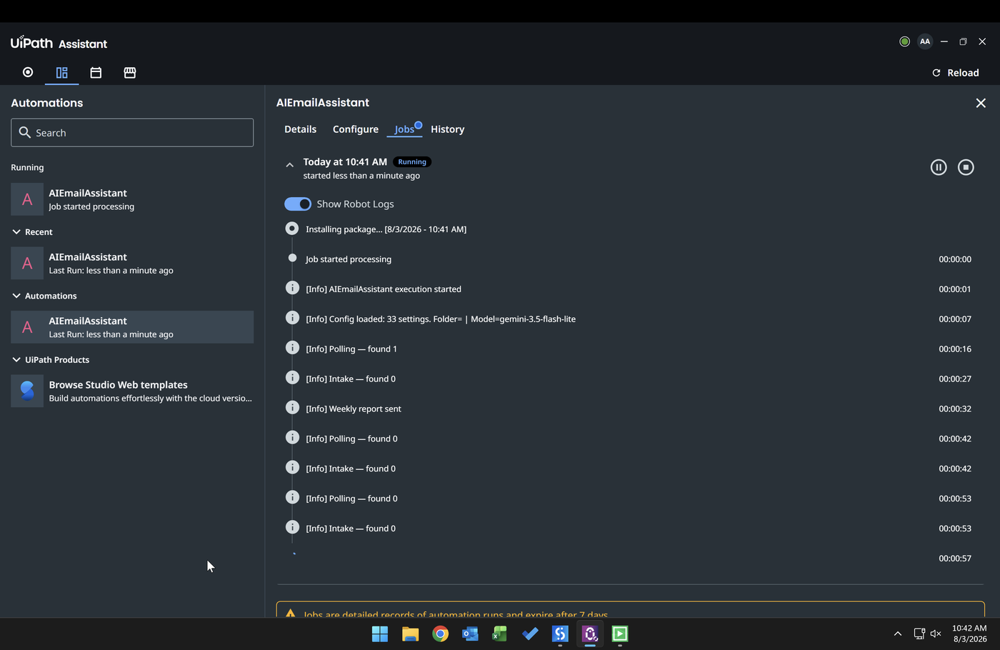 UiPath Assistant
AA
Reload
Automations
Search
Running
A
AIEmailAssistant
Job started processing
Recent
A
AIEmailAssistant
Last Run: less than a minute ago
Automations
A
AIEmailAssistant
Last Run: less than a minute ago
UiPath Products
Browse Studio Web templates
Build automations effortlessly with the cloud versio...
AIEmailAssistant
Details Configure Jobs History
Today at 10:41 AM Running
started less than a minute ago
Show Robot Logs
Installing package... [8/3/2026 - 10:41 AM]
Job started processing 00:00:00
[Info] AIEmailAssistant execution started 00:00:01
[Info] Config loaded: 33 settings. Folder= | Model=gemini-3.5-flash-lite 00:00:07
[Info] Polling — found 1 00:00:16
[Info] Intake — found 0 00:00:27
[Info] Weekly report sent 00:00:32
[Info] Polling — found 0 00:00:42
[Info] Intake — found 0 00:00:42
[Info] Polling — found 0 00:00:53
[Info] Intake — found 0 00:00:53
00:00:57
Jobs are detailed records of automation runs and expire after 7 days
10:42 AM
8/3/2026